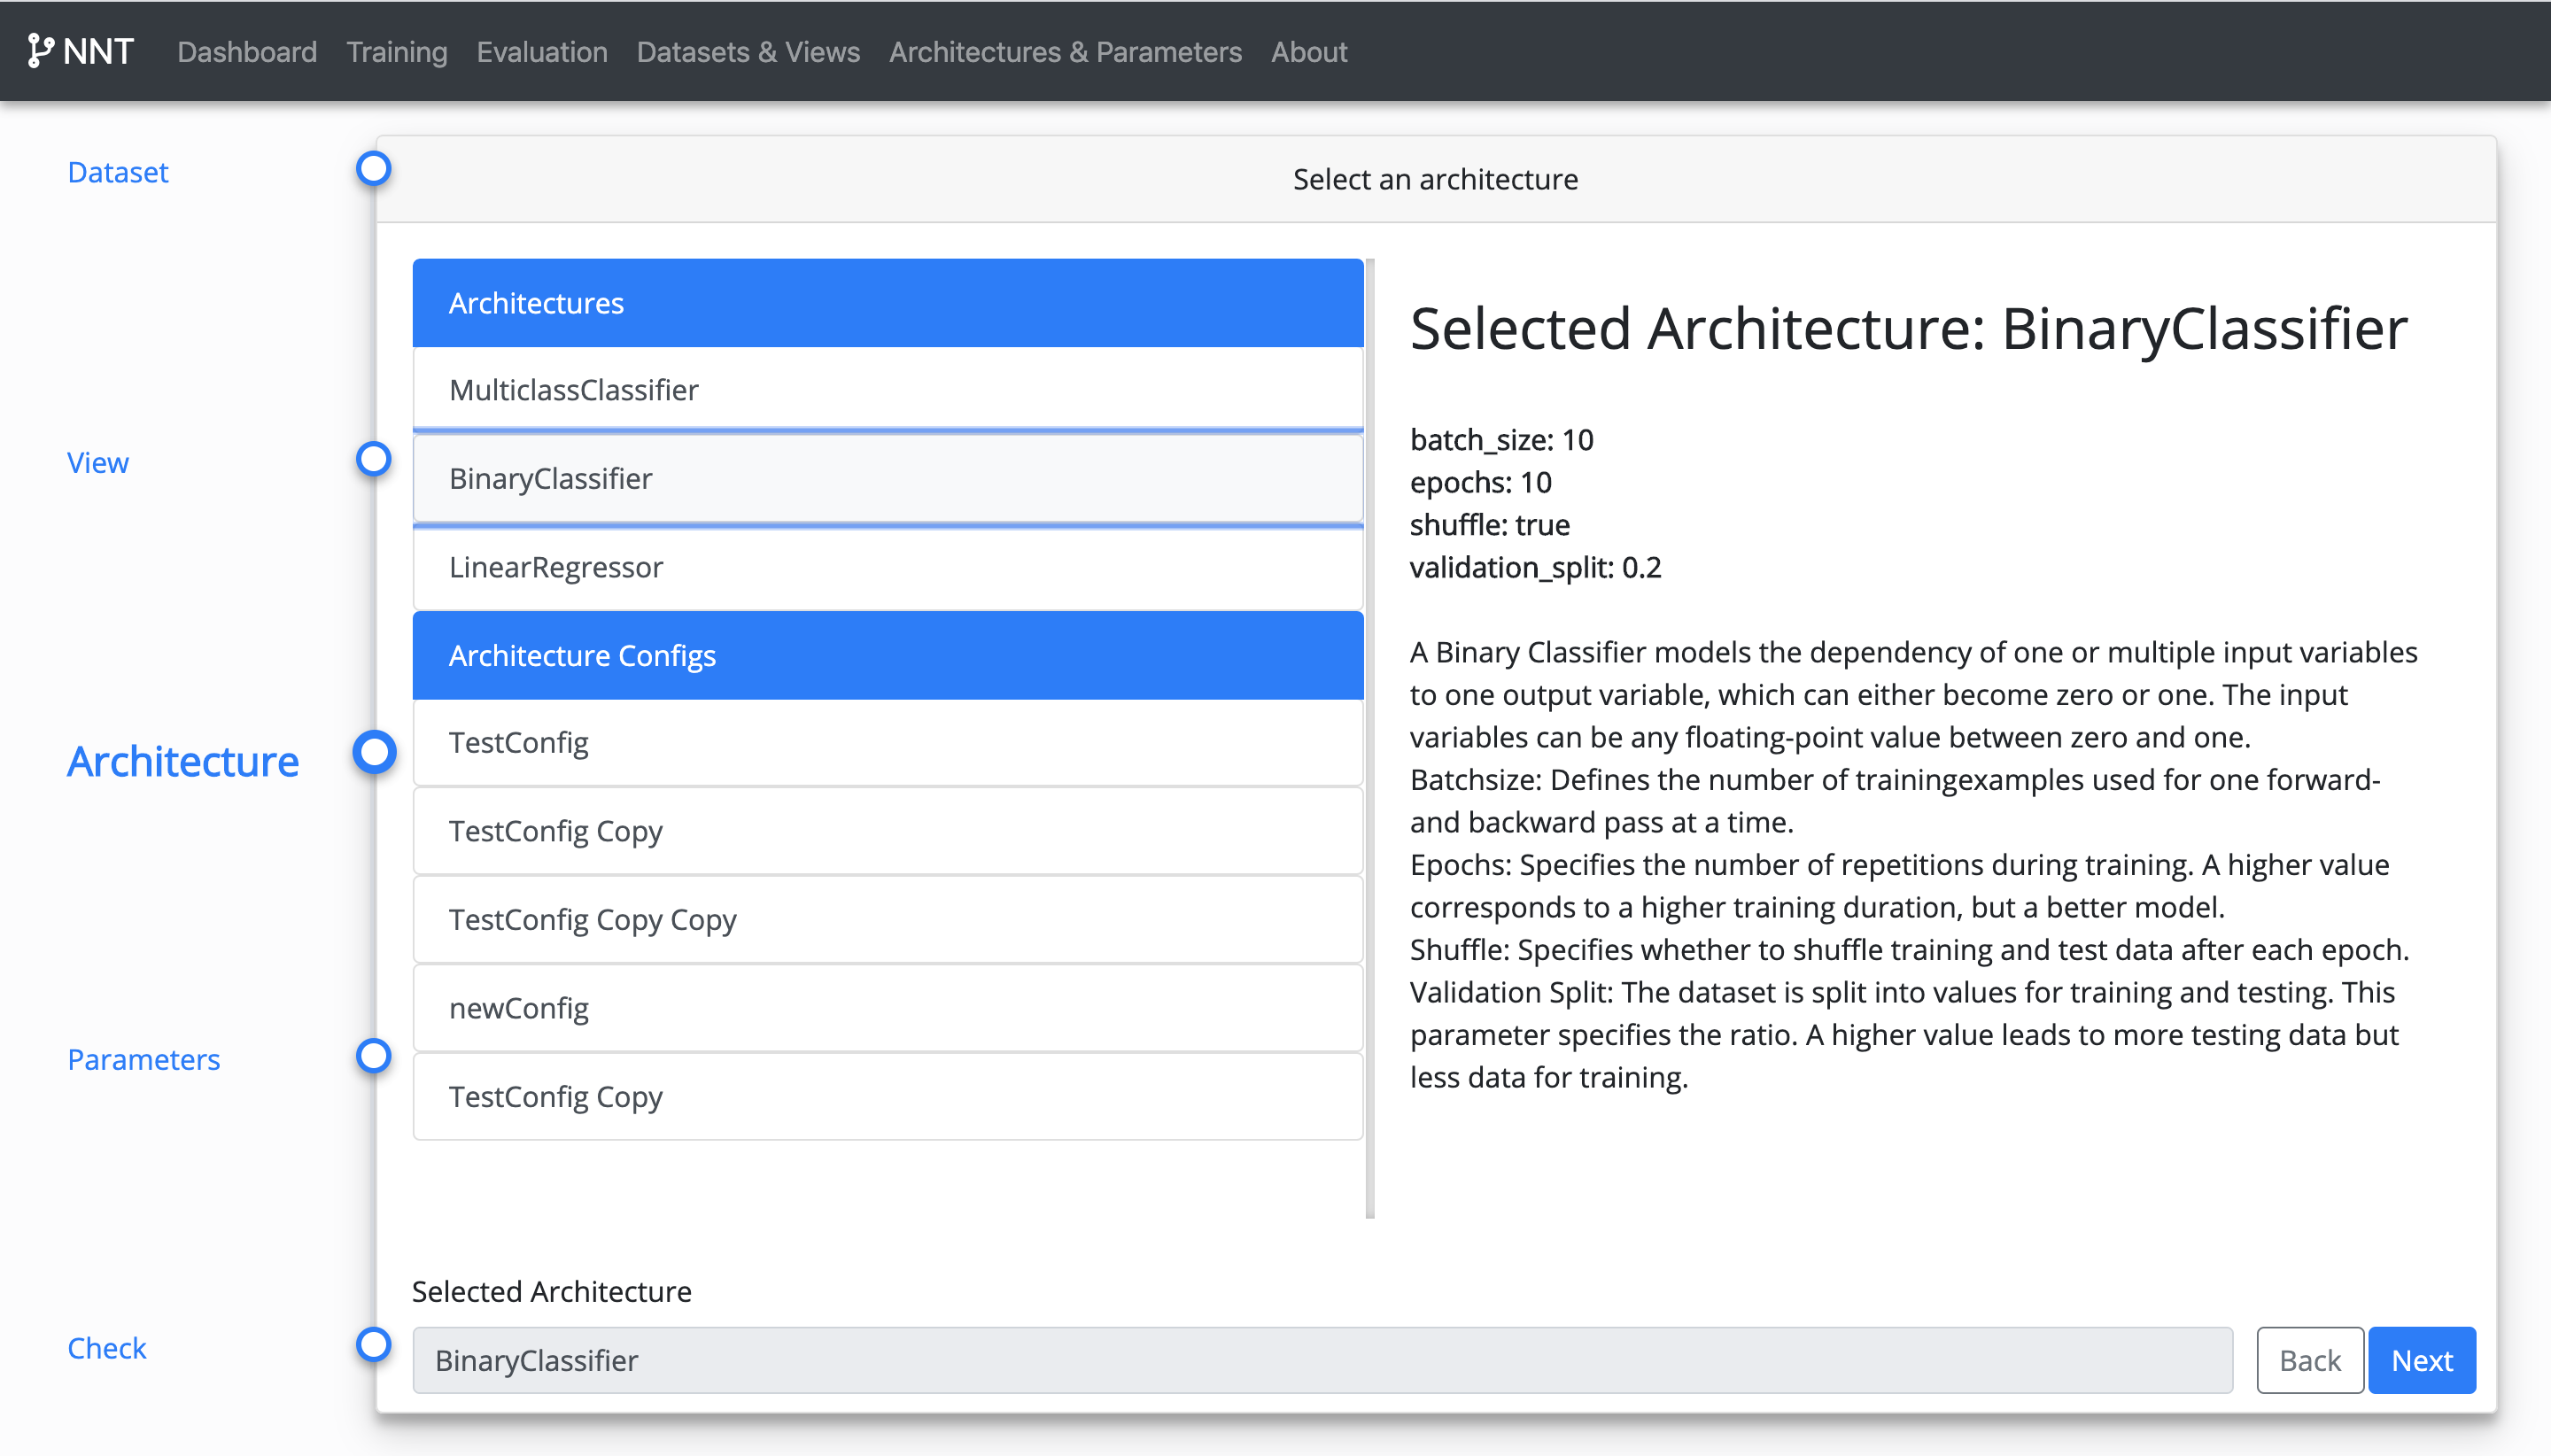 NNT Dashboard Training Evaluation Datasets & Views Architectures & Parameters About
Dataset
View
Architecture
Parameters
Check
Select an architecture
Architectures
MulticlassClassifier
BinaryClassifier
LinearRegressor
Architecture Configs
TestConfig
TestConfig Copy
TestConfig Copy Copy
newConfig
TestConfig Copy
Selected Architecture: BinaryClassifier
batch_size: 10
epochs: 10
shuffle: true
validation_split: 0.2
A Binary Classifier models the dependency of one or multiple input variables
to one output variable, which can either become zero or one. The input
variables can be any floating-point value between zero and one.
Batchsize: Defines the number of trainingexamples used for one forward-
and backward pass at a time.
Epochs: Specifies the number of repetitions during training. A higher value
corresponds to a higher training duration, but a better model.
Shuffle: Specifies whether to shuffle training and test data after each epoch.
Validation Split: The dataset is split into values for training and testing. This
parameter specifies the ratio. A higher value leads to more testing data but
less data for training.
Selected Architecture
BinaryClassifier
Back Next